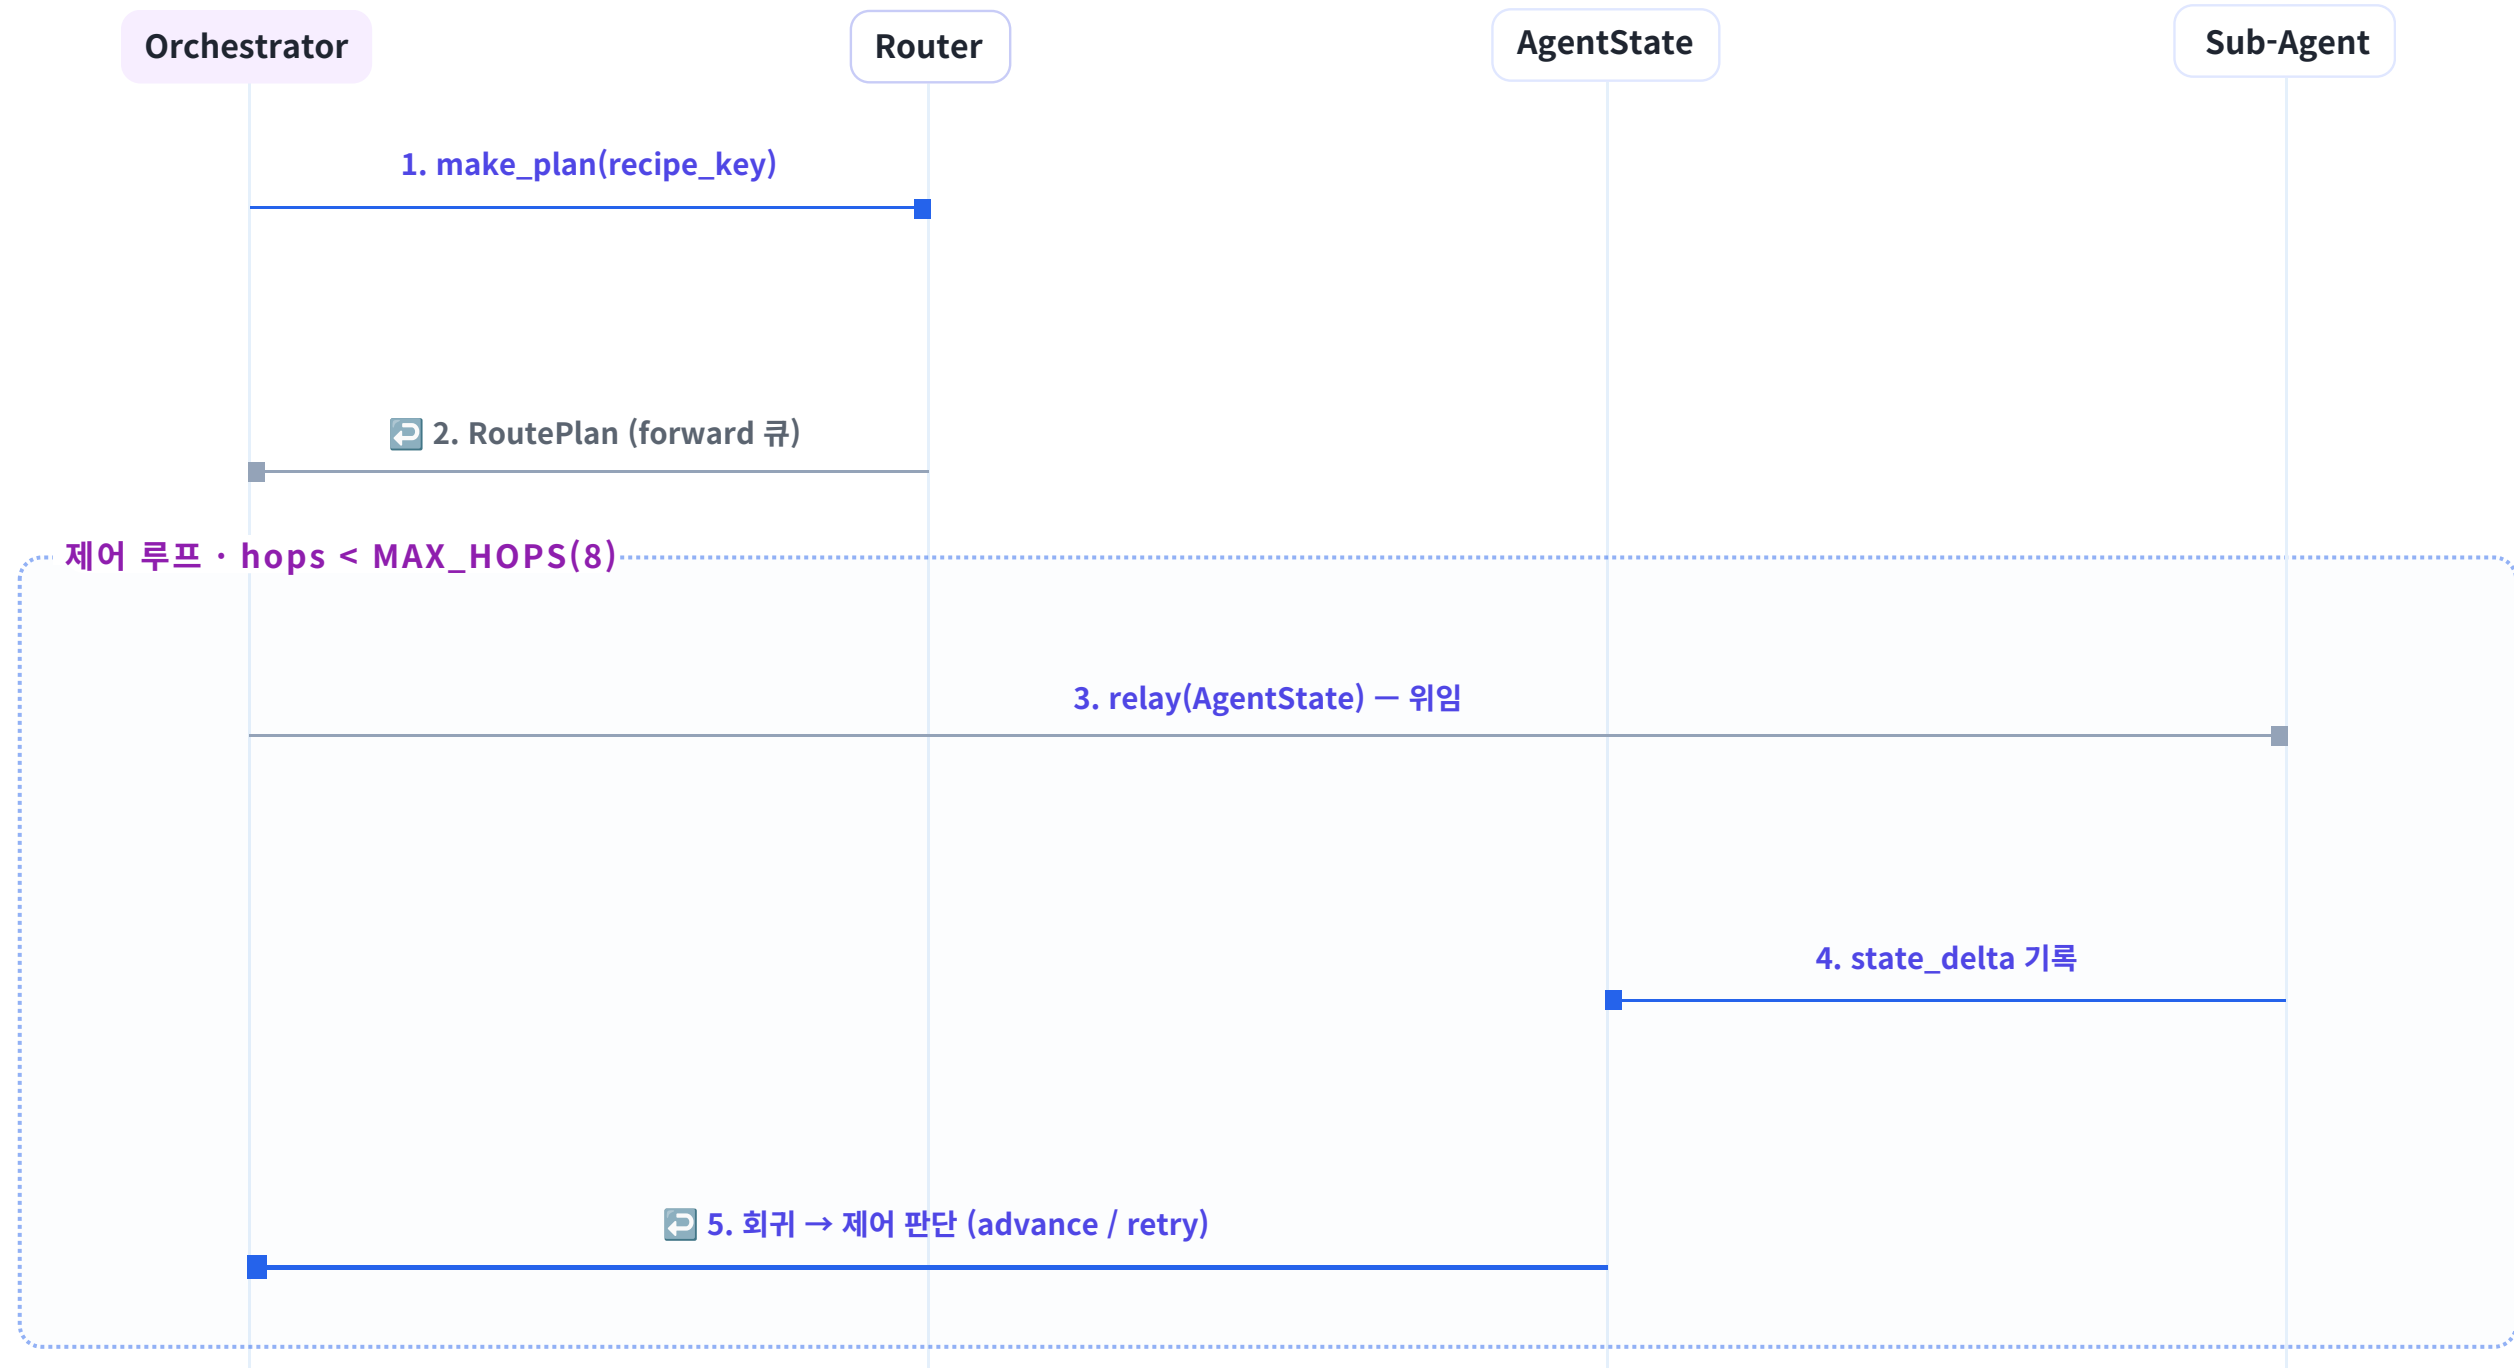 Orchestrator
Router
AgentState
Sub-Agent
1. make_plan(recipe_key)
↩️ 2. RoutePlan (forward 큐)
제어 루프 · hops < MAX_HOPS(8)
3. relay(AgentState) — 위임
4. state_delta 기록
↩️ 5. 회귀 → 제어 판단 (advance / retry)